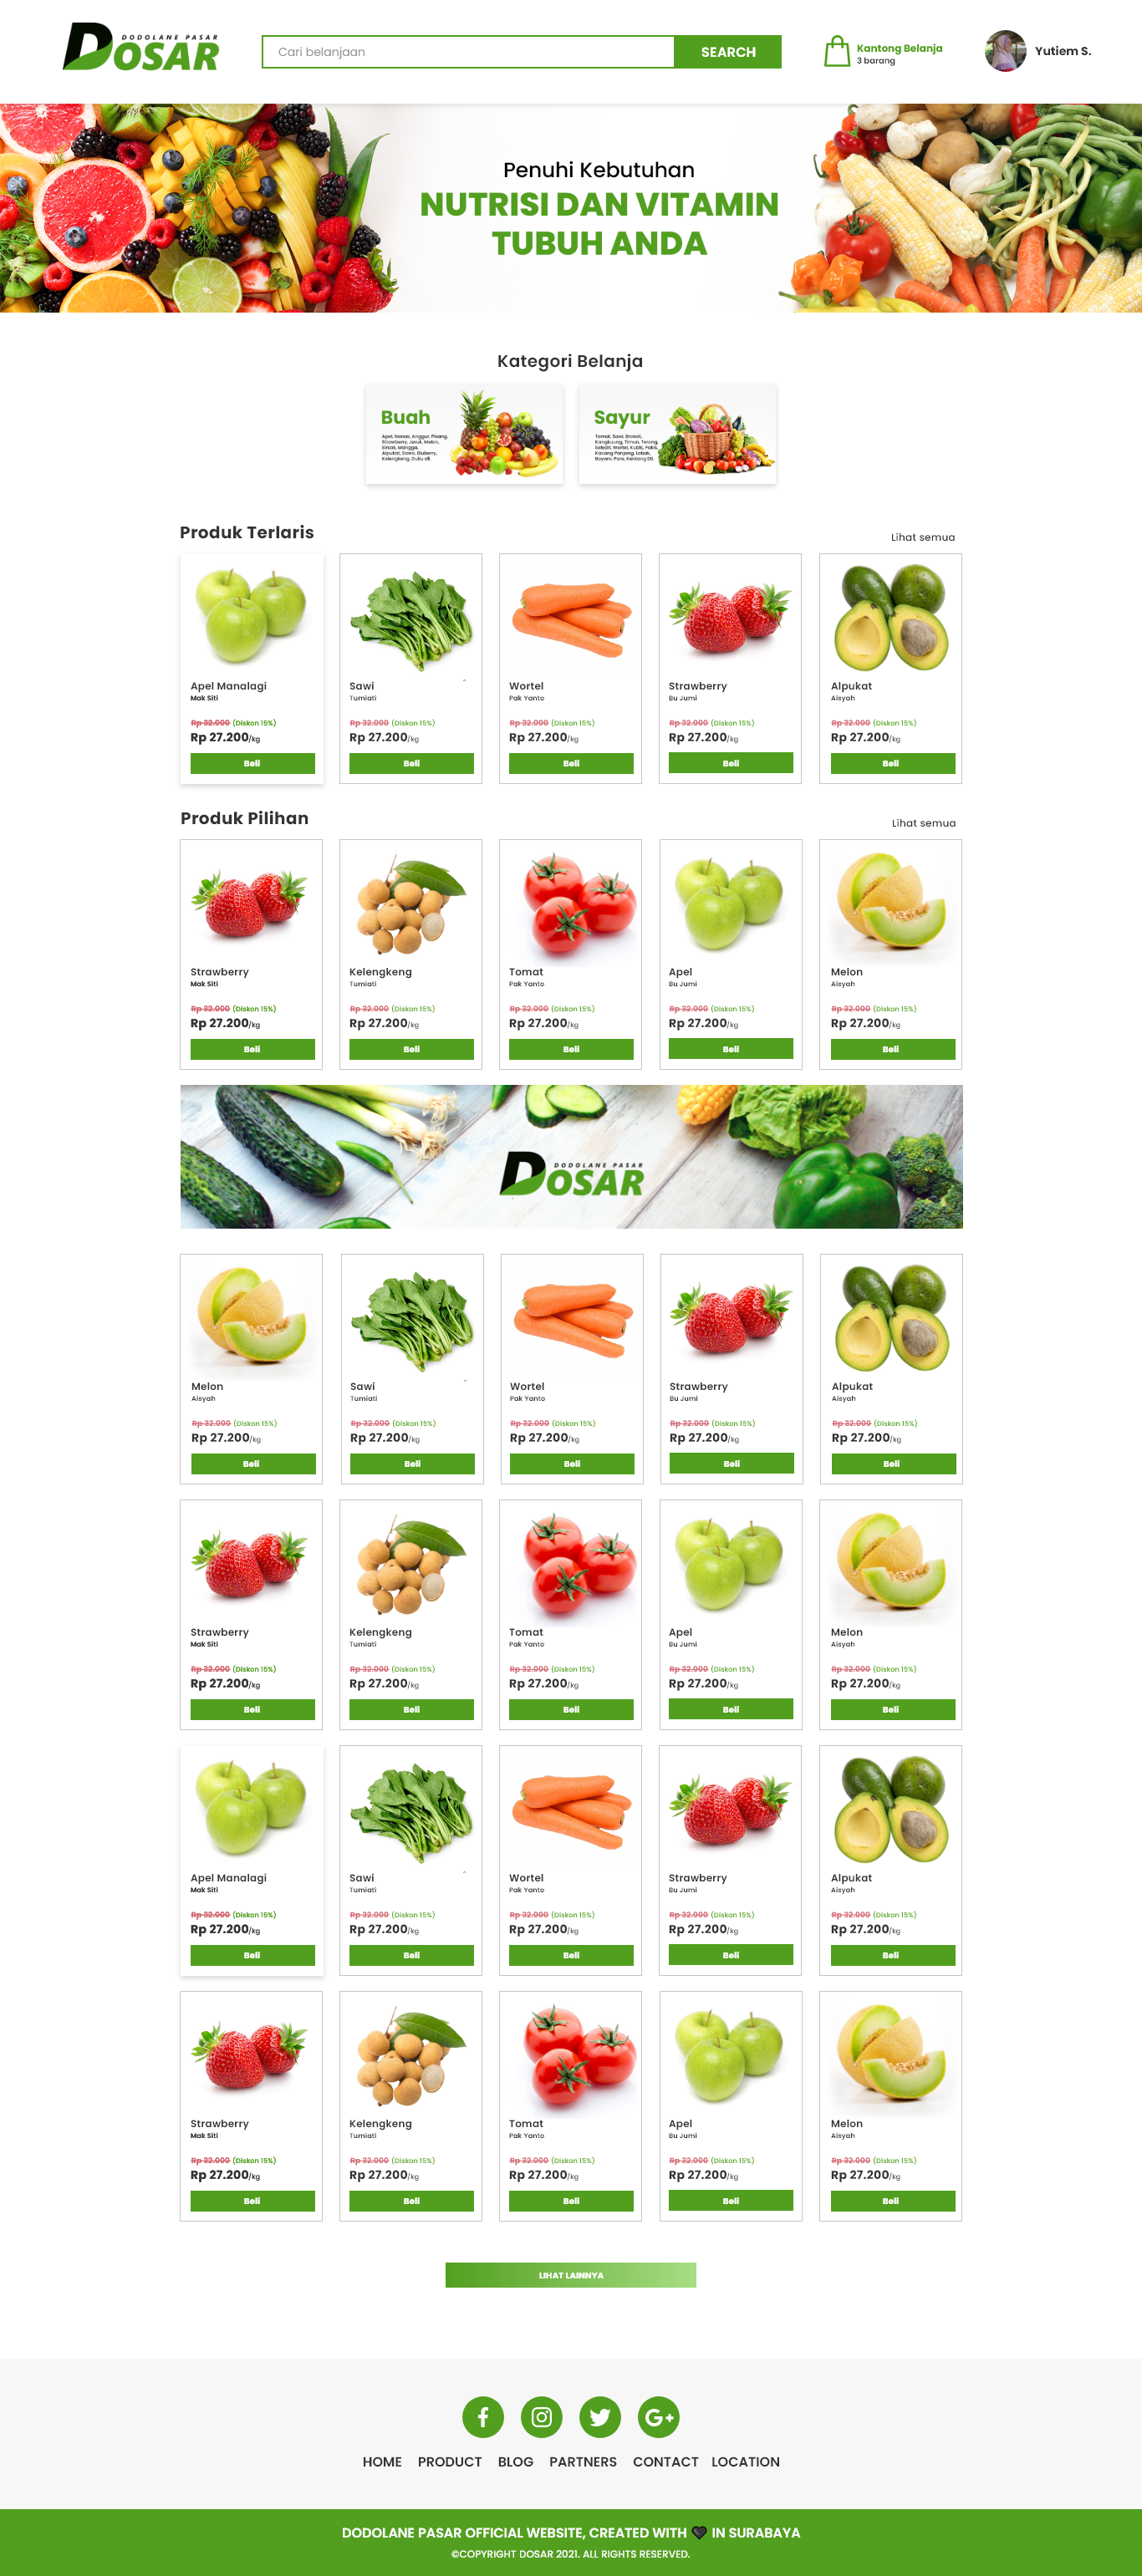 DODOLANE PASAR
DOSAR
Cari belanjaan
SEARCH
Kantong Belanja
3 barang
Yutiem S.
Penuhi Kebutuhan
NUTRISI DAN VITAMIN
TUBUH ANDA
Kategori Belanja
Buah
Apel, Nanas, Anggur, Pisang,
Strawberry, Jeruk, Melon,
Sirsak, Mangga,
Alpukat, Sawo, Bluberry,
Kelengkeng, Duku dll.
Sayur
Tomat, Sawi, Brokoli,
Kangkung, Timun, Terong,
Seledri, Wortel, Kubis, Pakis,
Kacang Panjang, Lobak,
Bayam, Pare, Kentang Dll.
Produk Terlaris
Lihat semua
Apel Manalagi Sawi Wortel Strawberry Alpukat
Mak Siti Tumiati Pak Yanto Bu Jumi Aisyah
Rp 32.000 (Diskon 15%) Rp 32.000 (Diskon 15%) Rp 32.000 (Diskon 15%) Rp 32.000 (Diskon 15%) Rp 32.000 (Diskon 15%)
Rp 27.200/kg Rp 27.200/kg Rp 27.200/kg Rp 27.200/kg Rp 27.200/kg
Beli Beli Beli Beli Beli
Produk Pilihan
Lihat semua
Strawberry Kelengkeng Tomat Apel Melon
Mak Siti Tumiati Pak Yanto Bu Jumi Aisyah
Rp 32.000 (Diskon 15%) Rp 32.000 (Diskon 15%) Rp 32.000 (Diskon 15%) Rp 32.000 (Diskon 15%) Rp 32.000 (Diskon 15%)
Rp 27.200/kg Rp 27.200/kg Rp 27.200/kg Rp 27.200/kg Rp 27.200/kg
Beli Beli Beli Beli Beli
DODOLANE PASAR
DOSAR
Melon Sawi Wortel Strawberry Alpukat
Aisyah Tumiati Pak Yanto Bu Jumi Aisyah
Rp 32.000 (Diskon 15%) Rp 32.000 (Diskon 15%) Rp 32.000 (Diskon 15%) Rp 32.000 (Diskon 15%) Rp 32.000 (Diskon 15%)
Rp 27.200/kg Rp 27.200/kg Rp 27.200/kg Rp 27.200/kg Rp 27.200/kg
Beli Beli Beli Beli Beli
Strawberry Kelengkeng Tomat Apel Melon
Mak Siti Tumiati Pak Yanto Bu Jumi Aisyah
Rp 32.000 (Diskon 15%) Rp 32.000 (Diskon 15%) Rp 32.000 (Diskon 15%) Rp 32.000 (Diskon 15%) Rp 32.000 (Diskon 15%)
Rp 27.200/kg Rp 27.200/kg Rp 27.200/kg Rp 27.200/kg Rp 27.200/kg
Beli Beli Beli Beli Beli
Apel Manalagi Sawi Wortel Strawberry Alpukat
Mak Siti Tumiati Pak Yanto Bu Jumi Aisyah
Rp 32.000 (Diskon 15%) Rp 32.000 (Diskon 15%) Rp 32.000 (Diskon 15%) Rp 32.000 (Diskon 15%) Rp 32.000 (Diskon 15%)
Rp 27.200/kg Rp 27.200/kg Rp 27.200/kg Rp 27.200/kg Rp 27.200/kg
Beli Beli Beli Beli Beli
Strawberry Kelengkeng Tomat Apel Melon
Mak Siti Tumiati Pak Yanto Bu Jumi Aisyah
Rp 32.000 (Diskon 15%) Rp 32.000 (Diskon 15%) Rp 32.000 (Diskon 15%) Rp 32.000 (Diskon 15%) Rp 32.000 (Diskon 15%)
Rp 27.200/kg Rp 27.200/kg Rp 27.200/kg Rp 27.200/kg Rp 27.200/kg
Beli Beli Beli Beli Beli
LIHAT LAINNYA
HOME PRODUCT BLOG PARTNERS CONTACT LOCATION
DODOLANE PASAR OFFICIAL WEBSITE, CREATED WITH 🖤 IN SURABAYA
©COPYRIGHT DOSAR 2021. ALL RIGHTS RESERVED.